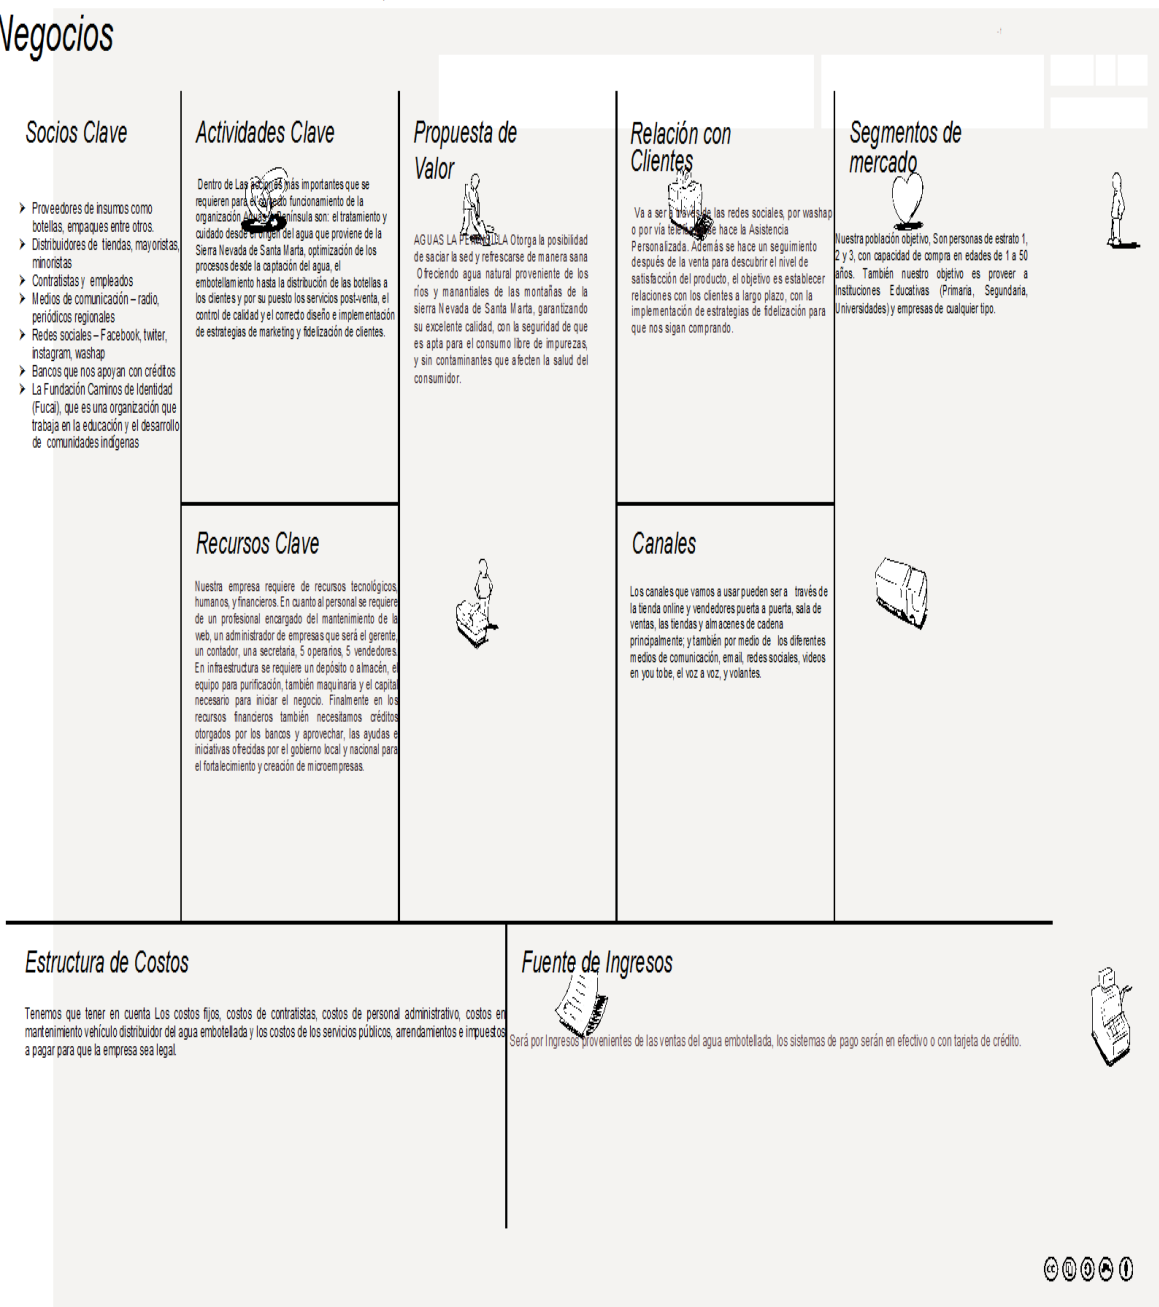 Negocios
Socios Clave
Proveedores de insumos como
botellas, empaques entre otros.
Distribuidores de tiendas, mayoristas,
minoristas
Contratistas y empleados
Medios de comunicación – radio,
periódicos regionales
Redes sociales – Facebook, twiter,
instagram, washap
Bancos que nos apoyan con créditos
La Fundación Caminos de Identidad
(Fucai), que es una organización que
trabaja en la educación y el desarrollo
de comunidades indígenas
Actividades Clave
Dentro de Las acciones más importantes que se
requieren para el correcto funcionamiento de la
organización Aguas la Península son: el tratamiento y
cuidado desde el origen del agua que proviene de la
Sierra Nevada de Santa Marta, optimización de los
procesos desde la captación del agua, el
embotellamiento hasta la distribución de las botellas a
los clientes y por su puesto los servicios post-venta, el
control de calidad y el correcto diseño e implementación
de estrategias de marketing y fidelización de clientes.
Recursos Clave
Nuestra empresa requiere de recursos tecnológicos,
humanos, y financieros. En cuanto al personal se requiere
de un profesional encargado del mantenimiento de la
web, un administrador de empresas que será el gerente,
un contador, una secretaria, 5 operarios, 5 vendedores.
En infraestructura se requiere un depósito o almacén, el
equipo para purificación, también maquinaria y el capital
necesario para iniciar el negocio. Finalmente en los
recursos financieros también necesitamos créditos
otorgados por los bancos y aprovechar, las ayudas e
iniciativas ofrecidas por el gobierno local y nacional para
el fortalecimiento y creación de microempresas.
Propuesta de
Valor
AGUAS LA PENINSULA Otorga la posibilidad
de saciar la sed y refrescarse de manera sana
Ofreciendo agua natural proveniente de los
ríos y manantiales de las montañas de la
sierra Nevada de Santa Marta, garantizando
su excelente calidad, con la seguridad de que
es apta para el consumo libre de impurezas,
y sin contaminantes que afecten la salud del
consumidor.
Relación con
Clientes
Va a ser a través de las redes sociales, por washap
o por vía se hace la Asistencia
Personalizada. Además se hace un seguimiento
después de la venta para descubrir el nivel de
satisfacción del producto, el objetivo es establecer
relaciones con los clientes a largo plazo, con la
implementación de estrategias de fidelización para
que nos sigan comprando.
Canales
Los canales que vamos a usar pueden ser a través de
la tienda online y vendedores puerta a puerta, sala de
ventas, las tiendas y almacenes de cadena
principalmente; y también por medio de los diferentes
medios de comunicación, email, redes sociales, videos
en you tobe, el voz a voz, y volantes.
Segmentos de
mercado
Nuestra población objetivo, Son personas de estrato 1,
2 y 3, con capacidad de compra en edades de 1 a 50
años. También nuestro objetivo es proveer a
Instituciones Educativas (Primaria, Segundaria,
Universidades) y empresas de cualquier tipo.
Estructura de Costos
Tenemos que tener en cuenta Los costos fijos, costos de contratistas, costos de personal administrativo, costos en
mantenimiento vehículo distribuidor del agua embotellada y los costos de los servicios públicos, arrendamientos e impuestos
a pagar para que la empresa sea legal.
Fuente de Ingresos
Será por Ingresos provenientes de las ventas del agua embotellada, los sistemas de pago serán en efectivo o con tarjeta de crédito.